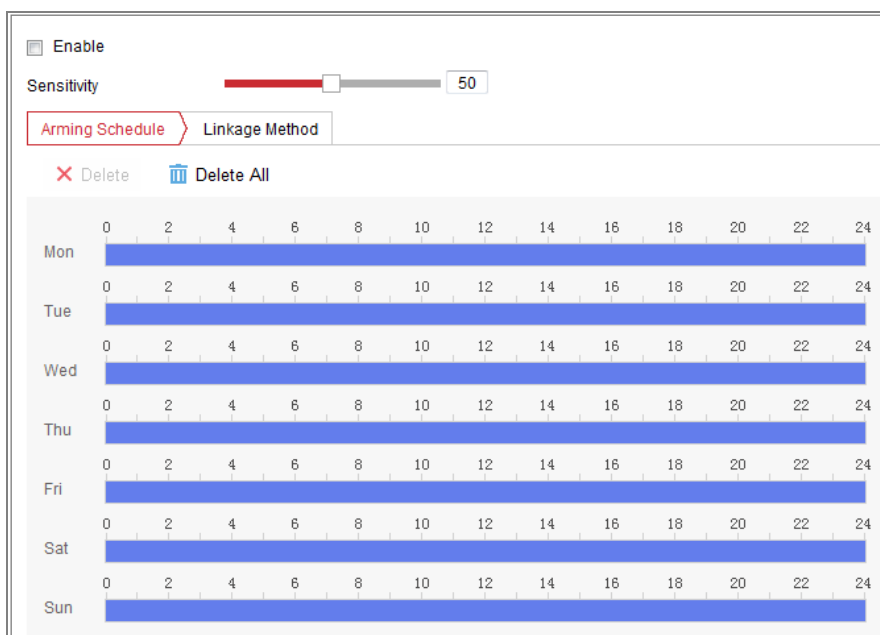 Enable
Sensitivity 50
Arming Schedule Linkage Method
Delete Delete All
0 2 4 6 8 10 12 14 16 18 20 22 24
Mon
0 2 4 6 8 10 12 14 16 18 20 22 24
Tue
0 2 4 6 8 10 12 14 16 18 20 22 24
Wed
0 2 4 6 8 10 12 14 16 18 20 22 24
Thu
0 2 4 6 8 10 12 14 16 18 20 22 24
Fri
0 2 4 6 8 10 12 14 16 18 20 22 24
Sat
0 2 4 6 8 10 12 14 16 18 20 22 24
Sun